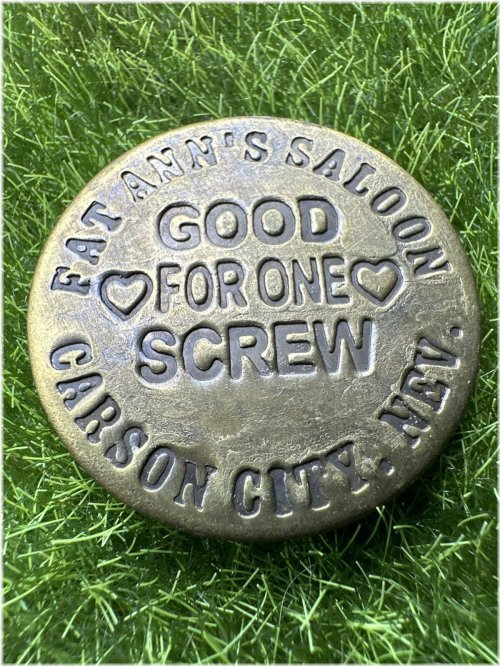 FAT ANN'S SALOON
GOOD
FOR ONE
SCREW
CARSON CITY. NEV.